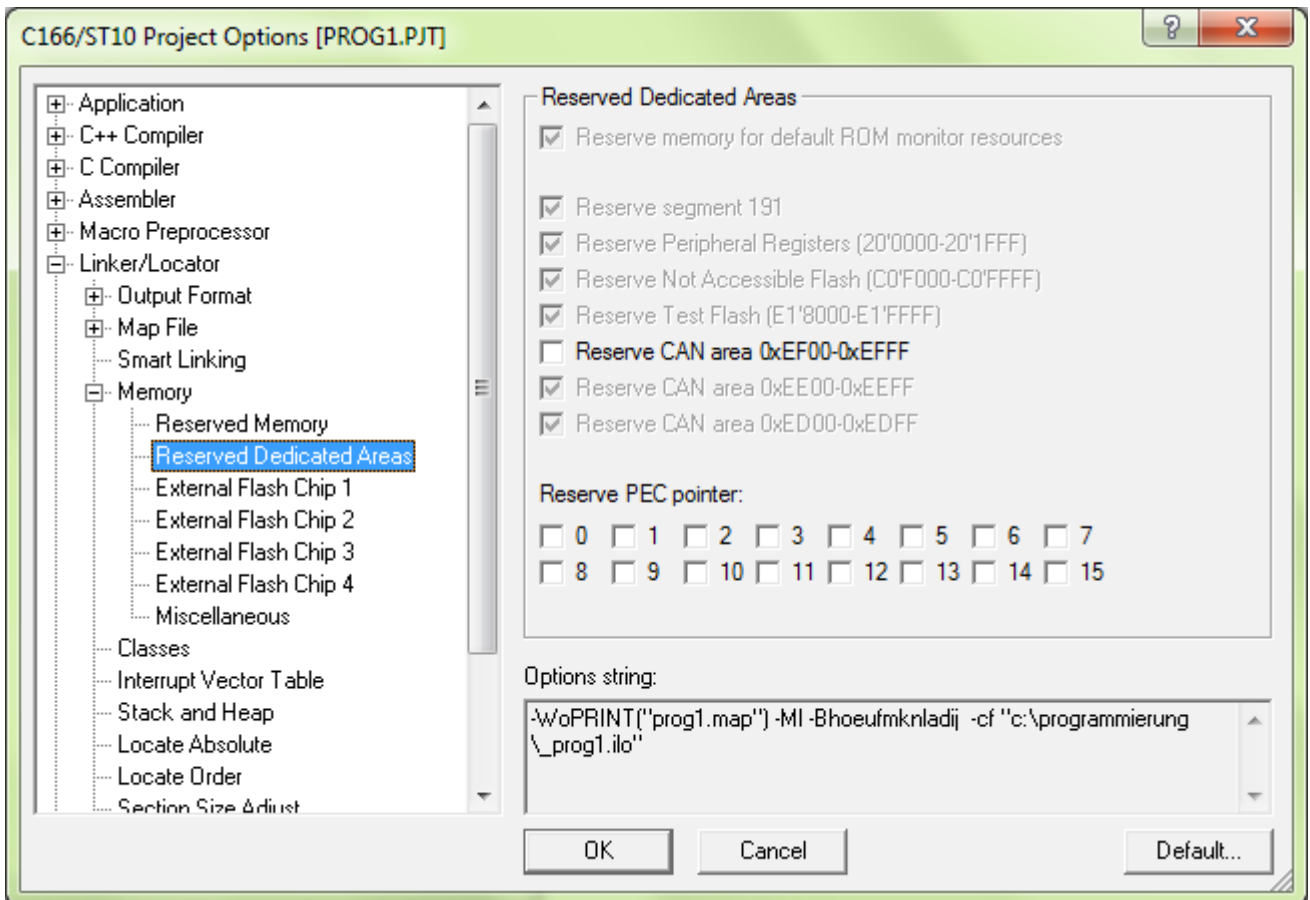 C166/ST10 Project Options [PROG1.PJT]
Application
C++ Compiler
C Compiler
Assembler
Macro Preprocessor
Linker/Locator
Output Format
Map File
Smart Linking
Memory
Reserved Memory
Reserved Dedicated Areas
External Flash Chip 1
External Flash Chip 2
External Flash Chip 3
External Flash Chip 4
Miscellaneous
Classes
Interrupt Vector Table
Stack and Heap
Locate Absolute
Locate Order
Section Size Adjust
Reserved Dedicated Areas
Reserve memory for default ROM monitor resources
Reserve segment 191
Reserve Peripheral Registers (20'0000-20'1FFF)
Reserve Not Accessible Flash (C0'F000-C0'FFFF)
Reserve Test Flash (E1'8000-E1'FFFF)
Reserve CAN area 0xEF00-0xEFFF
Reserve CAN area 0xEE00-0xEEFF
Reserve CAN area 0xED00-0xEDFF
Reserve PEC pointer:
0 1 2 3 4 5 6 7
8 9 10 11 12 13 14 15
Options string:
-WoPRINT("prog1.map") -Ml -Bhoeufmknladij -cf "c:\programmierung
\_prog1.ilo"
OK Cancel Default...